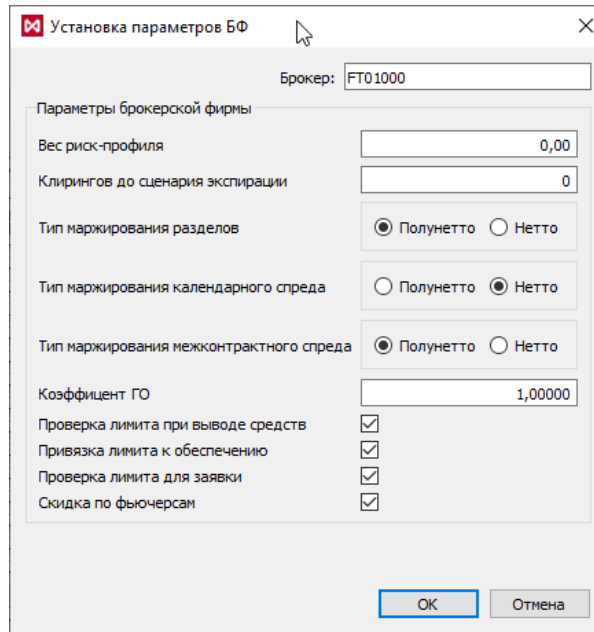 Установка параметров БФ
Брокер: FT01000
Параметры брокерской фирмы
Вес риск-профиля 0,00
Клирингов до сценария экспирации 0
Тип маржирования разделов Полунетто Нетто
Тип маржирования календарного спреда Полунетто Нетто
Тип маржирования межконтрактного спреда Полунетто Нетто
Коэффицент ГО 1,00000
Проверка лимита при выводе средств
Привязка лимита к обеспечению
Проверка лимита для заявки
Скидка по фьючерсам
OK Отмена